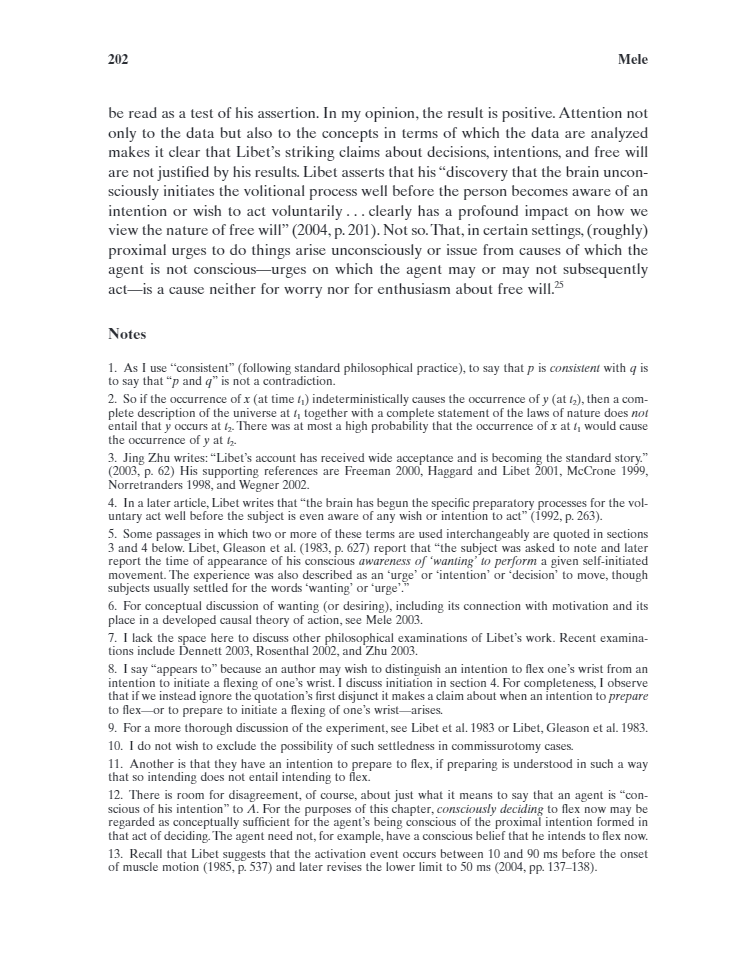 202
Mele
be read as a test of his assertion. In my opinion, the result is positive. Attention not
only to the data but also to the concepts in terms of which the data are analyzed
makes it clear that Libet's striking claims about decisions, intentions, and free will
are not justified by his results. Libet asserts that his “discovery that the brain uncon-
sciously initiates the volitional process well before the person becomes aware of an
intention or wish to act voluntarily . . . clearly has a profound impact on how we
view the nature of free will” (2004, p. 201). Not so. That, in certain settings, (roughly)
proximal urges to do things arise unconsciously or issue from causes of which the
agent is not conscious—urges on which the agent may or may not subsequently
act—is a cause neither for worry nor for enthusiasm about free will.25
Notes
1. As I use “consistent” (following standard philosophical practice), to say that p is consistent with q is
to say that “p and q” is not a contradiction.
2. So if the occurrence of x (at time t1) indeterministically causes the occurrence of y (at t2), then a com-
plete description of the universe at t1 together with a complete statement of the laws of nature does not
entail that y occurs at t2. There was at most a high probability that the occurrence of x at t1 would cause
the occurrence of y at t2.
3. Jing Zhu writes: “Libet's account has received wide acceptance and is becoming the standard story.”
(2003, p. 62) His supporting references are Freeman 2000, Haggard and Libet 2001, McCrone 1999,
Norretranders 1998, and Wegner 2002.
4. In a later article, Libet writes that “the brain has begun the specific preparatory processes for the vol-
untary act well before the subject is even aware of any wish or intention to act” (1992, p. 263).
5. Some passages in which two or more of these terms are used interchangeably are quoted in sections
3 and 4 below. Libet, Gleason et al. (1983, p. 627) report that “the subject was asked to note and later
report the time of appearance of his conscious awareness of ‘wanting’ to perform a given self-initiated
movement. The experience was also described as an ‘urge’ or ‘intention’ or ‘decision’ to move, though
subjects usually settled for the words ‘wanting’ or ‘urge’.”
6. For conceptual discussion of wanting (or desiring), including its connection with motivation and its
place in a developed causal theory of action, see Mele 2003.
7. I lack the space here to discuss other philosophical examinations of Libet's work. Recent examina-
tions include Dennett 2003, Rosenthal 2002, and Zhu 2003.
8. I say “appears to” because an author may wish to distinguish an intention to flex one's wrist from an
intention to initiate a flexing of one's wrist. I discuss initiation in section 4. For completeness, I observe
that if we instead ignore the quotation's first disjunct it makes a claim about when an intention to prepare
to flex—or to prepare to initiate a flexing of one's wrist—arises.
9. For a more thorough discussion of the experiment, see Libet et al. 1983 or Libet, Gleason et al. 1983.
10. I do not wish to exclude the possibility of such settledness in commissurotomy cases.
11. Another is that they have an intention to prepare to flex, if preparing is understood in such a way
that so intending does not entail intending to flex.
12. There is room for disagreement, of course, about just what it means to say that an agent is “con-
scious of his intention” to A. For the purposes of this chapter, consciously deciding to flex now may be
regarded as conceptually sufficient for the agent's being conscious of the proximal intention formed in
that act of deciding. The agent need not, for example, have a conscious belief that he intends to flex now.
13. Recall that Libet suggests that the activation event occurs between 10 and 90 ms before the onset
of muscle motion (1985, p. 537) and later revises the lower limit to 50 ms (2004, pp. 137–138).